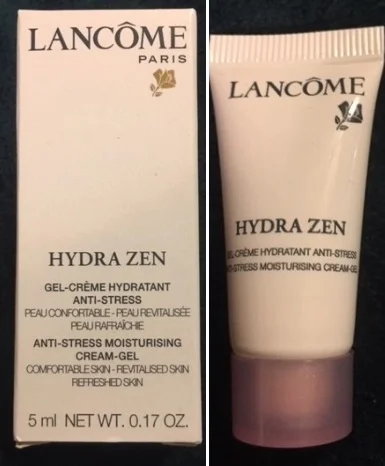 LANCÔME
PARIS
HYDRA ZEN
GEL-CRÈME HYDRATANT
ANTI-STRESS
PEAU CONFORTABLE - PEAU REVITALISÉE
PEAU RAFRAÎCHIE
ANTI-STRESS MOISTURISING
CREAM-GEL
COMFORTABLE SKIN - REVITALISED SKIN
REFRESHED SKIN
5 ml NET WT. 0.17 OZ.
LANCÔME
HYDRA ZEN
GEL-CRÈME HYDRATANT ANTI-STRESS
ANTI-STRESS MOISTURISING CREAM-GEL